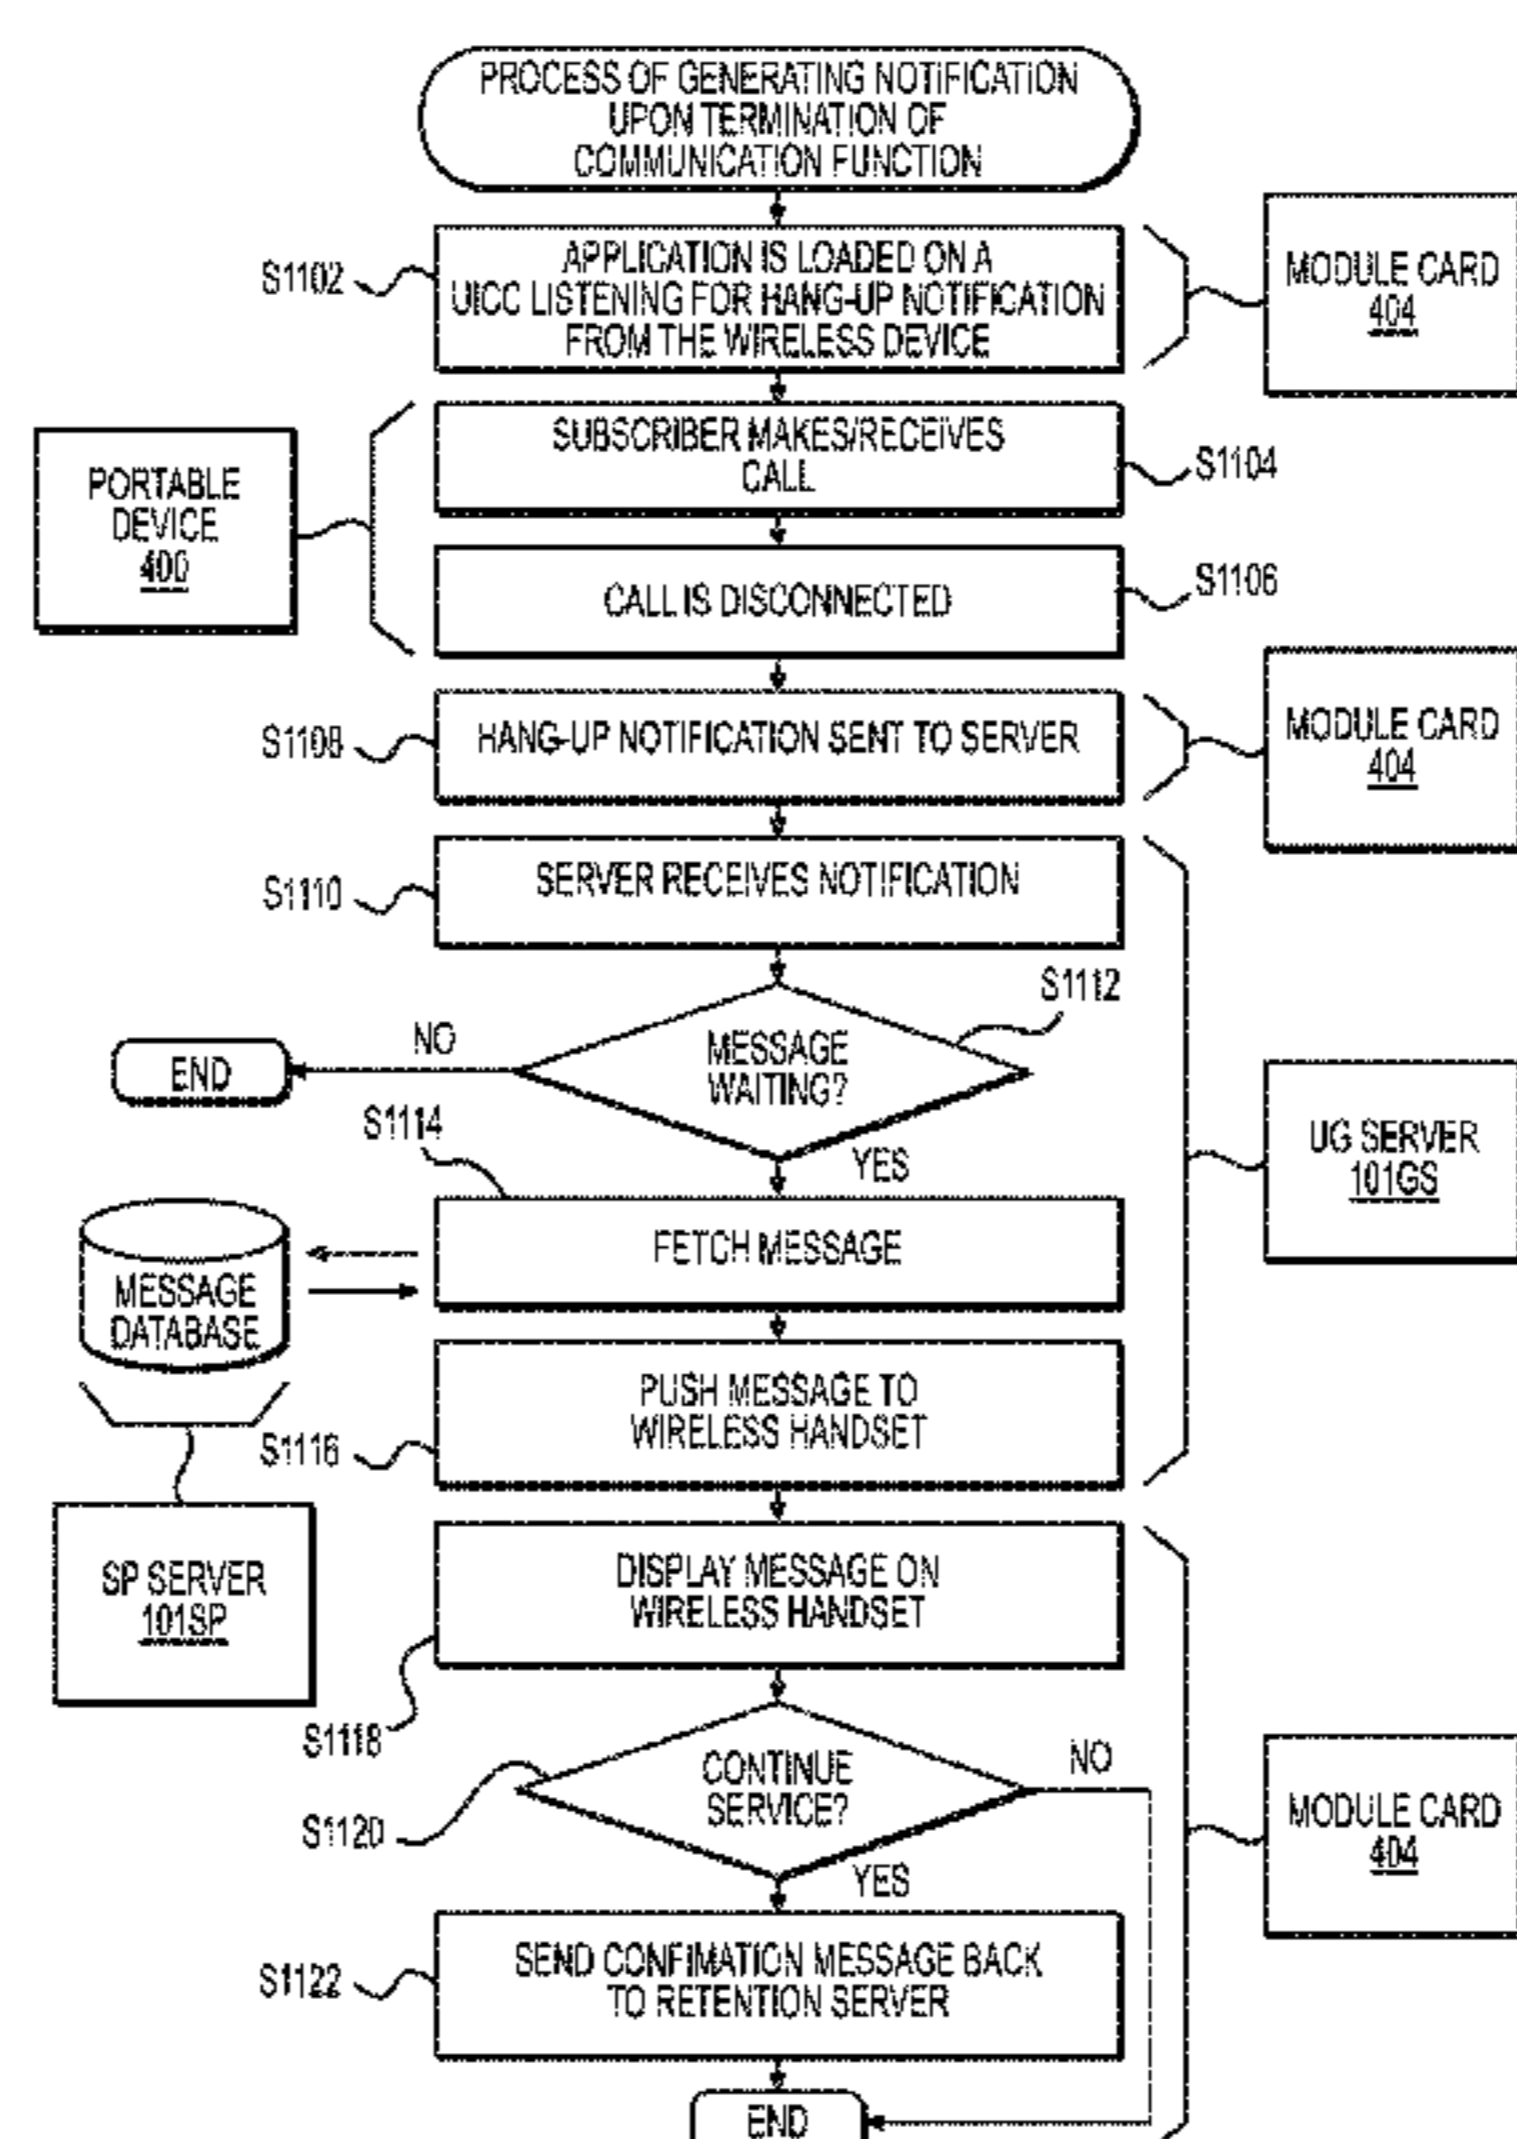 PROCESS OF GENERATING NOTIFICATION
UPON TERMINATION OF
COMMUNICATION FUNCTION
S1102
APPLICATION IS LOADED ON A
UICC LISTENING FOR HANG-UP NOTIFICATION
FROM THE WIRELESS DEVICE
MODULE CARD
404
PORTABLE
DEVICE
400
SUBSCRIBER MAKES/RECEIVES
CALL
S1104
CALL IS DISCONNECTED
S1106
S1108
HANG-UP NOTIFICATION SENT TO SERVER
MODULE CARD
404
S1110
SERVER RECEIVES NOTIFICATION
S1112
MESSAGE
WAITING?
NO
END
YES
S1114
FETCH MESSAGE
UG SERVER
101GS
MESSAGE
DATABASE
PUSH MESSAGE TO
WIRELESS HANDSET
S1116
SP SERVER
101SP
DISPLAY MESSAGE ON
WIRELESS HANDSET
S1118
CONTINUE
SERVICE?
NO
S1120
YES
MODULE CARD
404
S1122
SEND CONFIMATION MESSAGE BACK
TO RETENTION SERVER
END